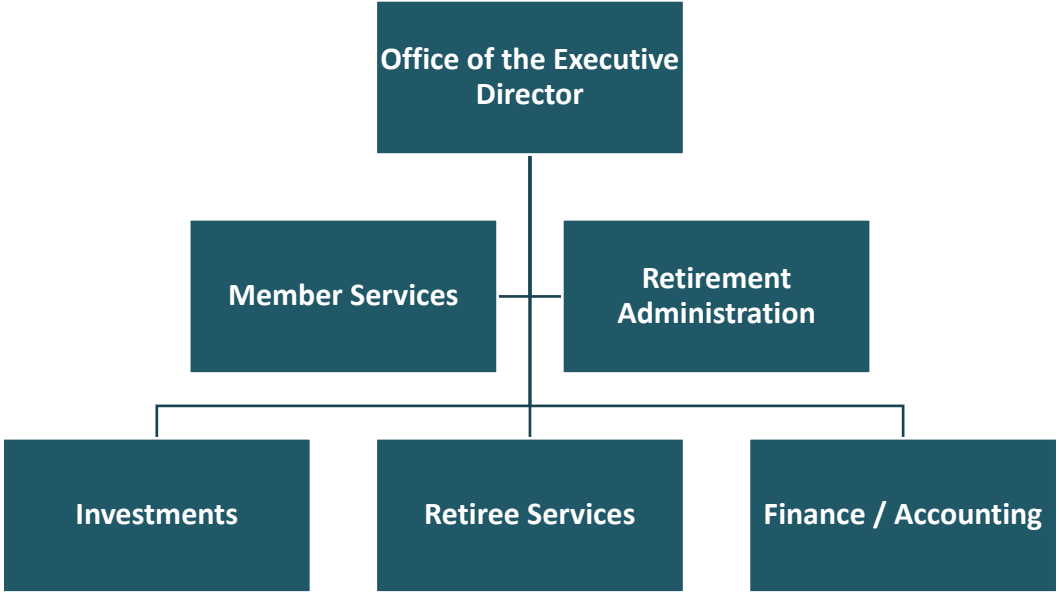 Office of the Executive
Director
Member Services
Retirement
Administration
Investments
Retiree Services
Finance / Accounting